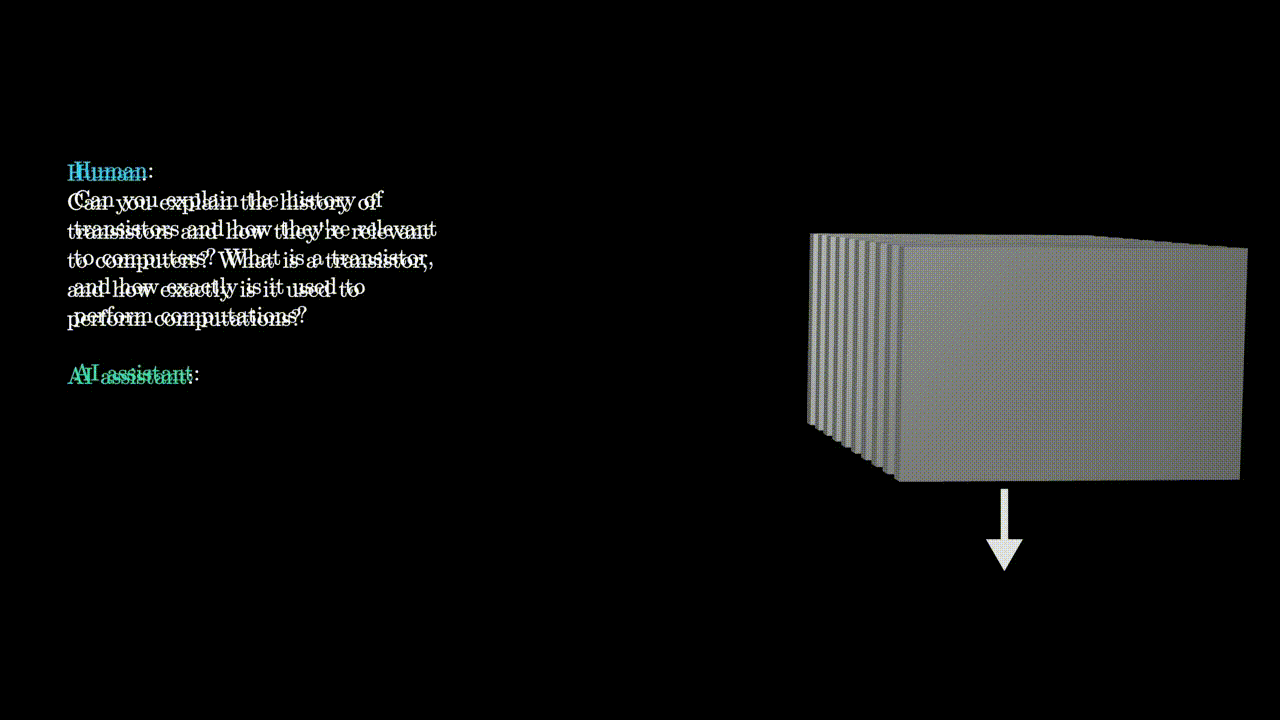 Human:
Can you explain the history of
transistors and how they're relevant
to computers? What is a transistor,
and how exactly is it used to
perform computations?
AI assistant: